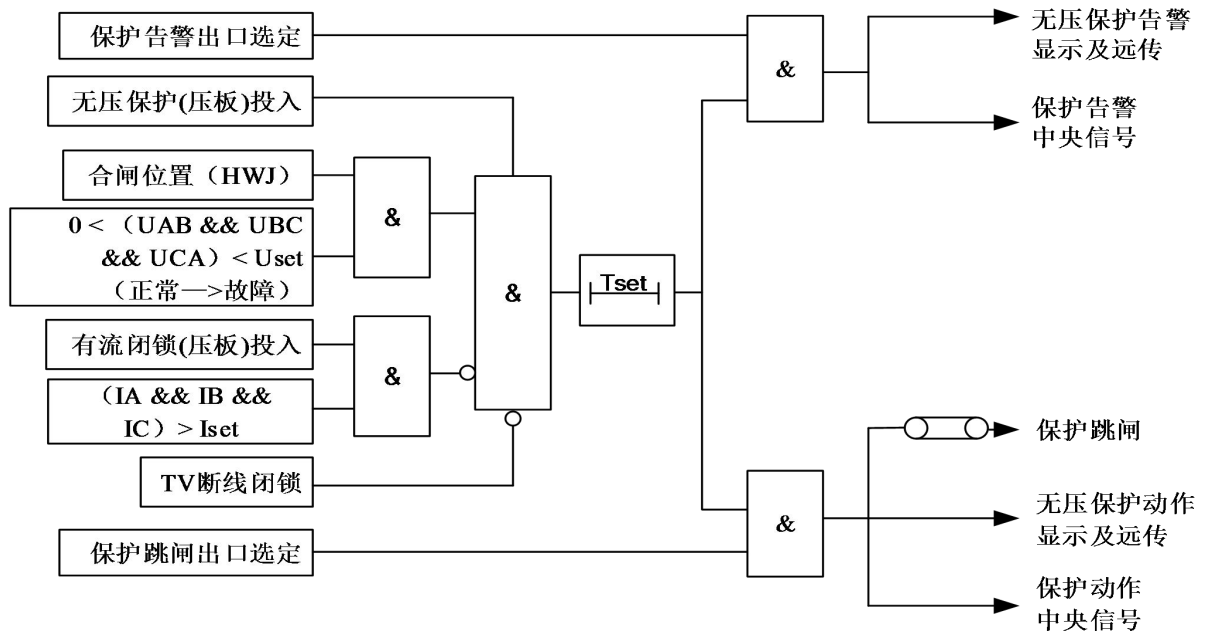 保护告警出口选定
无压保护(压板)投入
合闸位置（HWJ）
0 < （UAB && UBC
&& UCA）< Uset
（正常—>故障）
有流闭锁(压板)投入
（IA && IB &&
IC）> Iset
TV断线闭锁
保护跳闸出口选定
&
&
&
Tset
&
&
无压保护告警
显示及远传
保护告警
中央信号
保护跳闸
无压保护动作
显示及远传
保护动作
中央信号